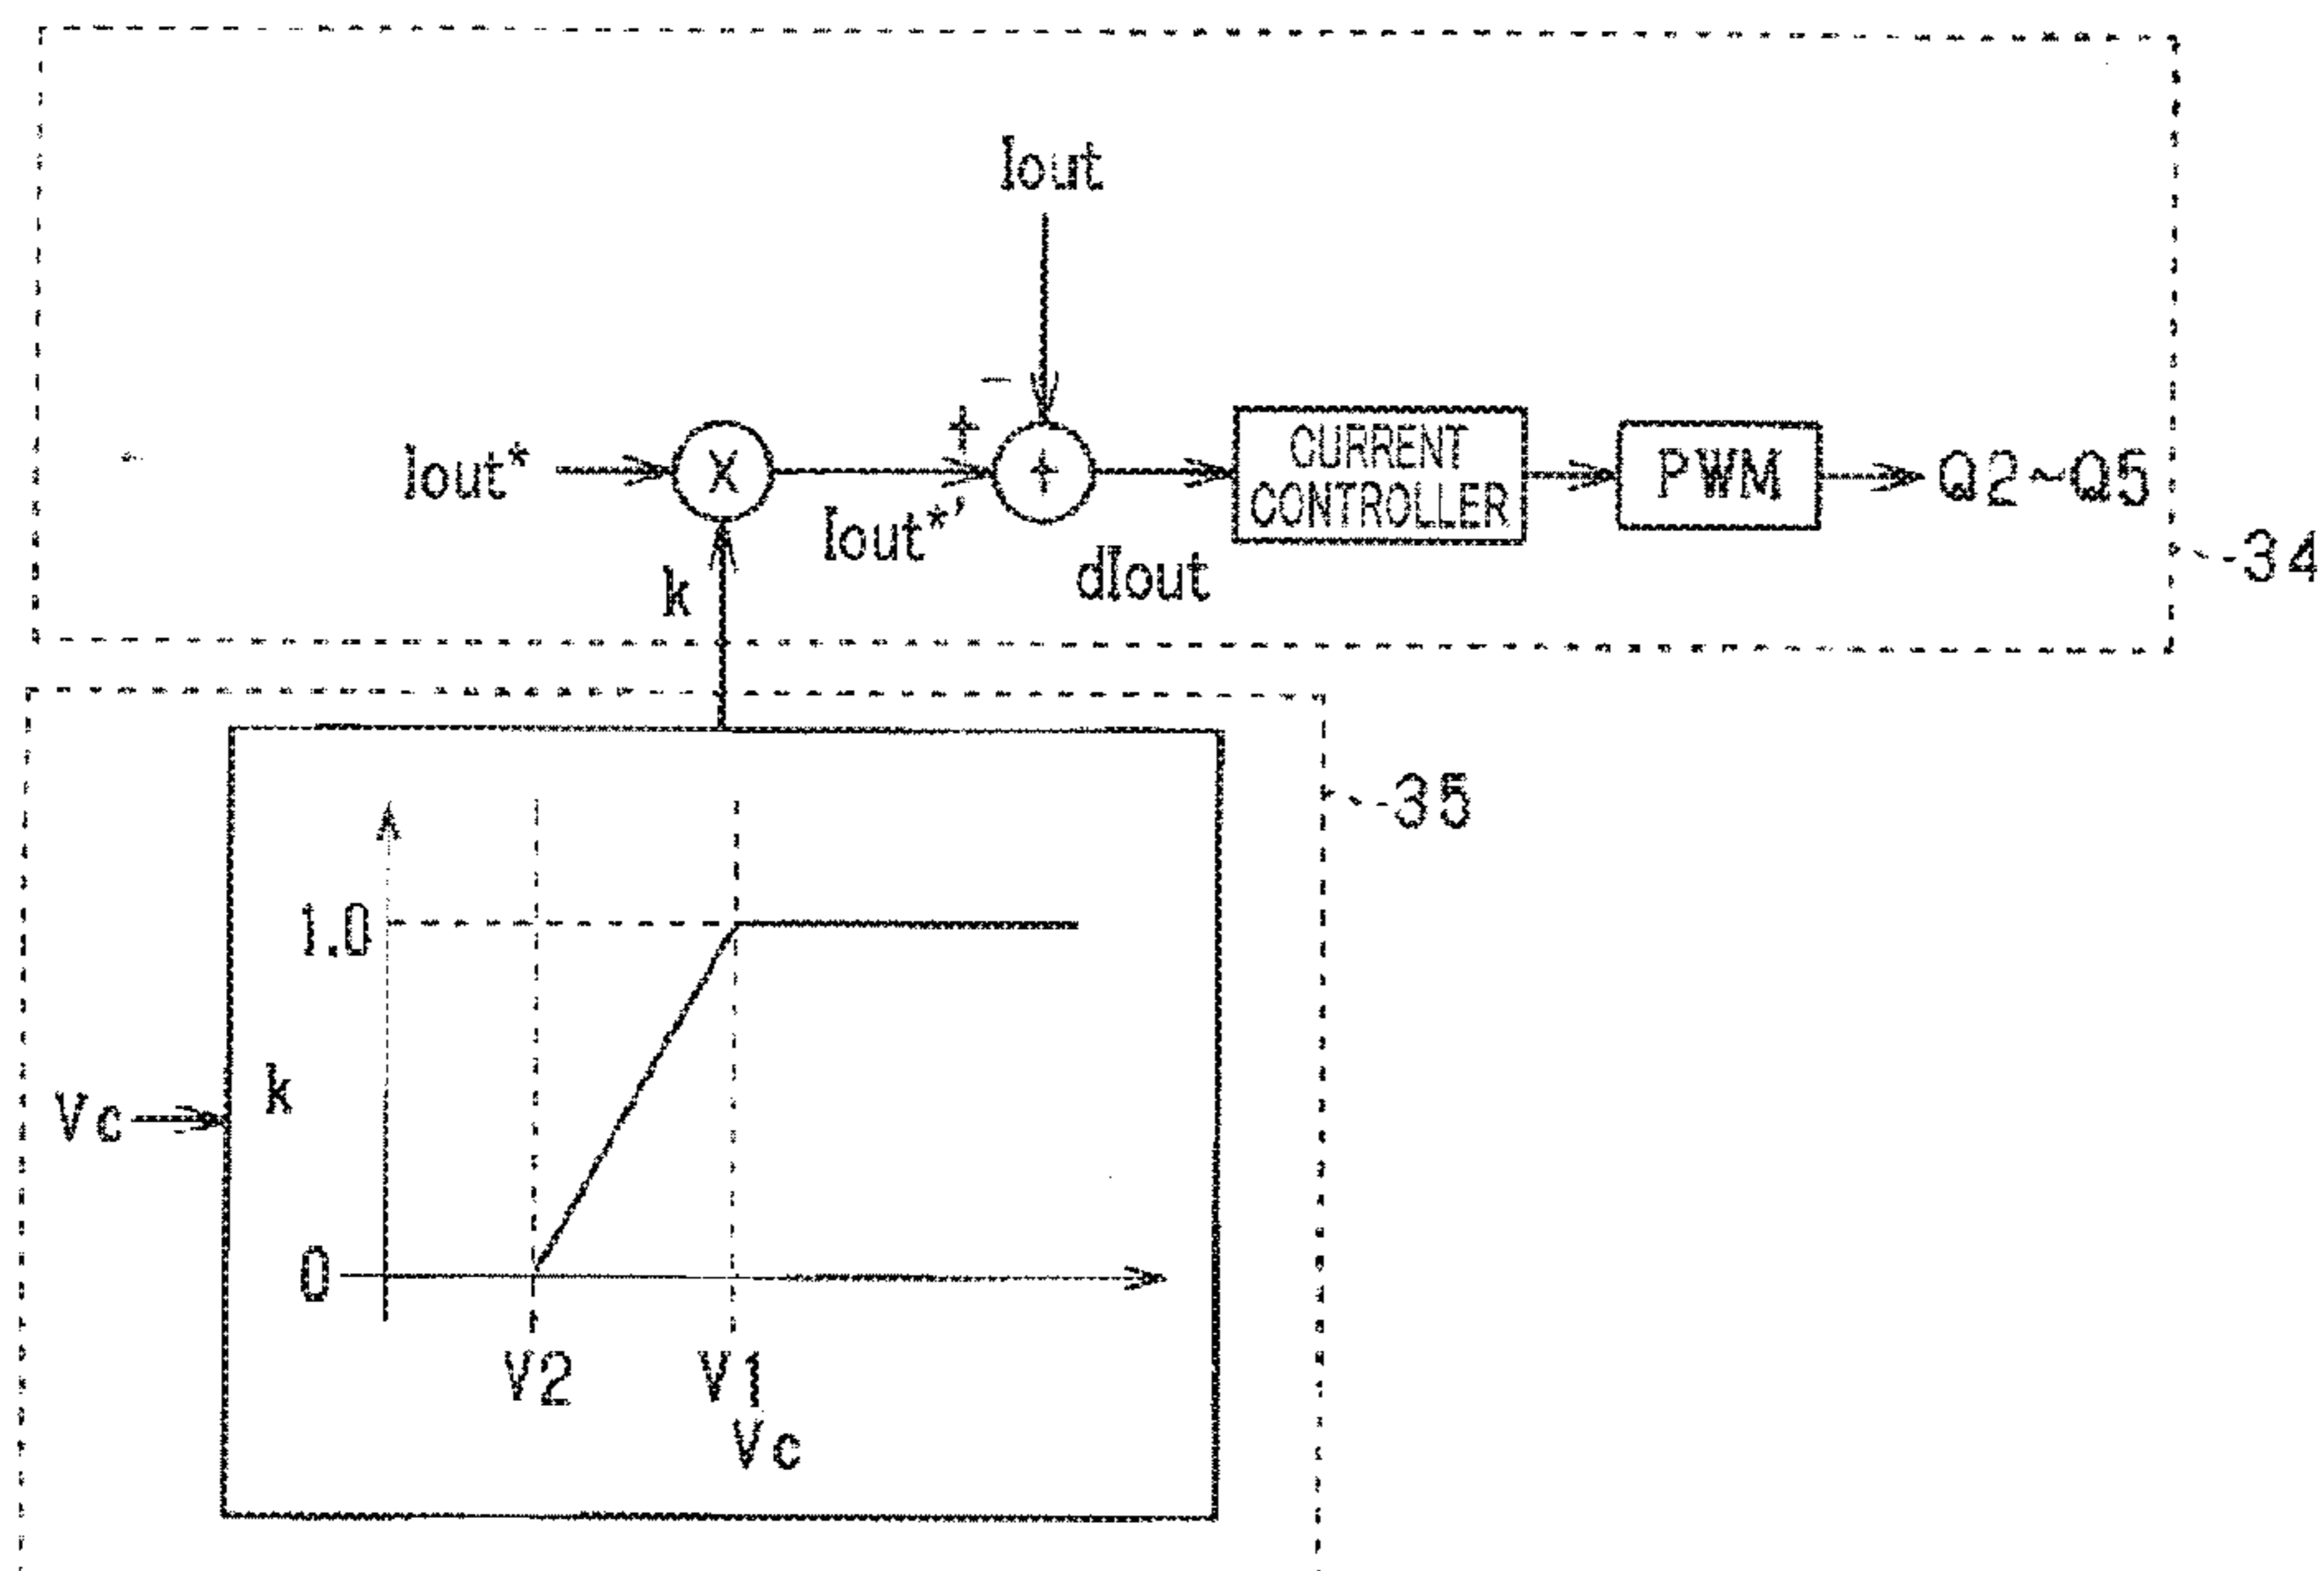 Iout
−
+
Iout*
X
+
CURRENT
CONTROLLER
PWM
Q2~Q5
Iout*'
dIout
k
34
35
1.0
k
Vc
0
V2
V1
Vc